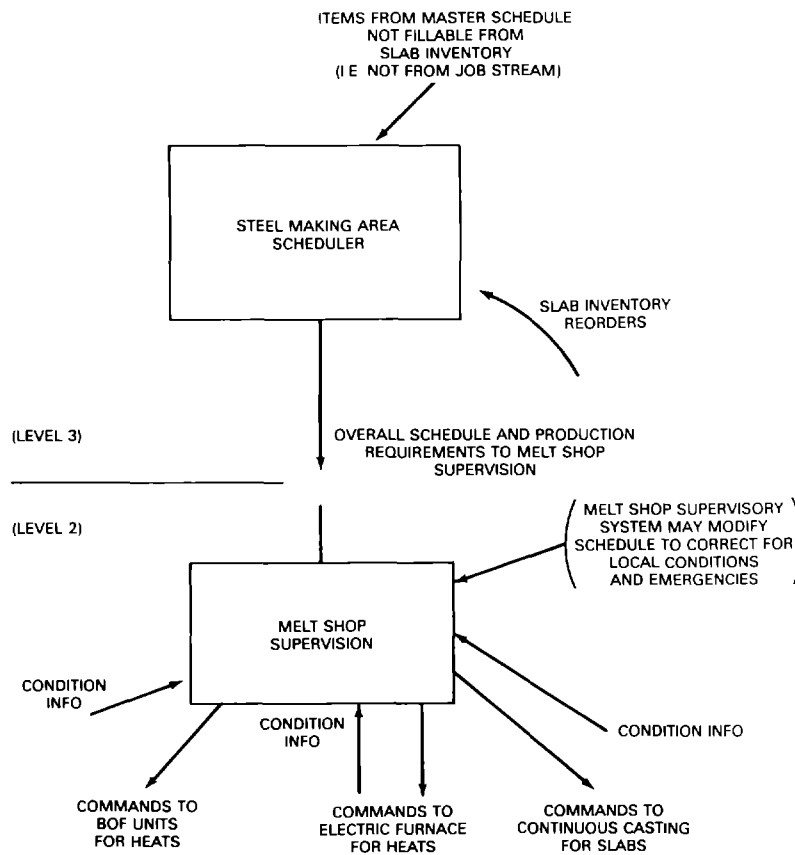 ITEMS FROM MASTER SCHEDULE
NOT FILLABLE FROM
SLAB INVENTORY
(I E NOT FROM JOB STREAM)
STEEL MAKING AREA
SCHEDULER
SLAB INVENTORY
REORDERS
(LEVEL 3)
OVERALL SCHEDULE AND PRODUCTION
REQUIREMENTS TO MELT SHOP
SUPERVISION
(LEVEL 2)
MELT SHOP SUPERVISORY
SYSTEM MAY MODIFY
SCHEDULE TO CORRECT FOR
LOCAL CONDITIONS
AND EMERGENCIES
MELT SHOP
SUPERVISION
CONDITION
INFO
CONDITION
INFO
CONDITION INFO
COMMANDS TO
BOF UNITS
FOR HEATS
COMMANDS TO
ELECTRIC FURNACE
FOR HEATS
COMMANDS TO
CONTINUOUS CASTING
FOR SLABS